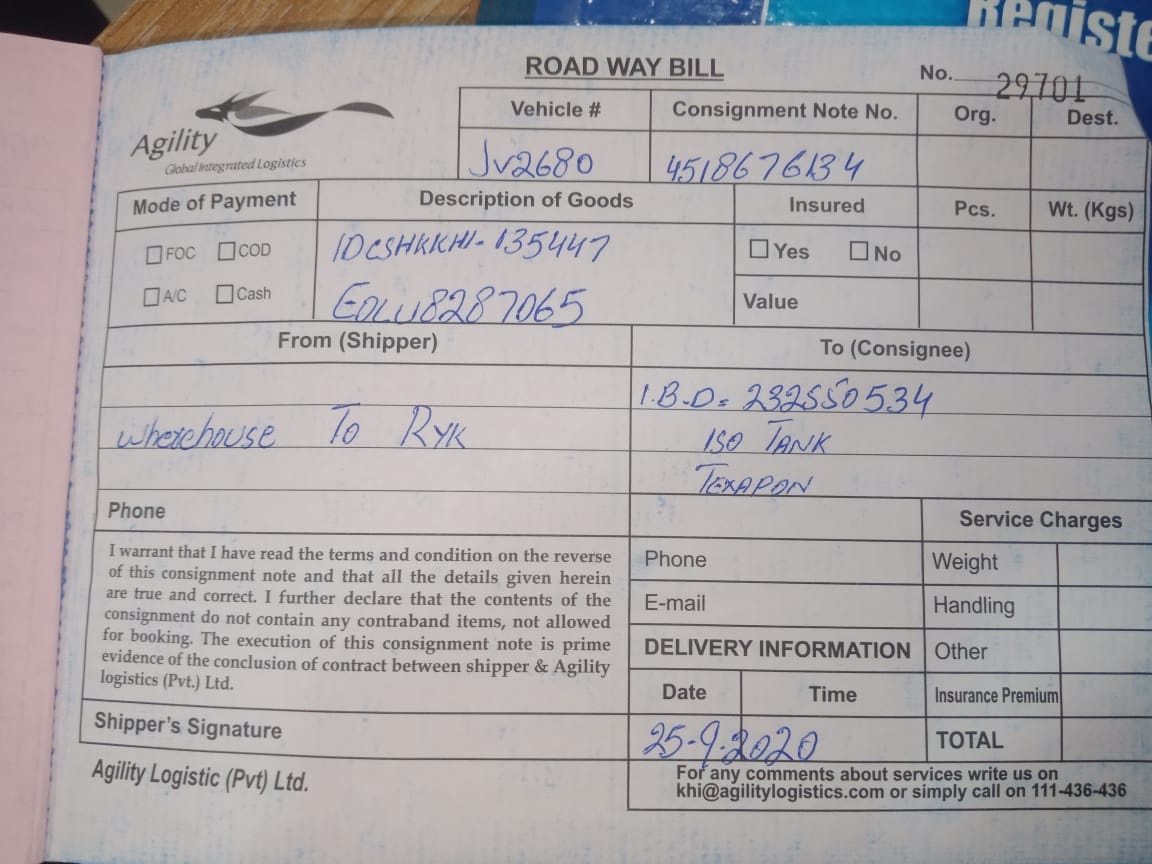 Registe
ROAD WAY BILL
No. 29701
Agility
Global Integrated Logistics
Vehicle # Consignment Note No. Org. Dest.
JV2680 4518676134
Mode of Payment Description of Goods Insured Pcs. Wt. (Kgs)
FOC COD IDCSHKKHI-135447 Yes No
A/C Cash EOLU8287065 Value
From (Shipper) To (Consignee)
I.B.D= 232550534
wherehouse To RYK ISO TANK
TEXAPON
Phone Service Charges
I warrant that I have read the terms and condition on the reverse
of this consignment note and that all the details given herein
are true and correct. I further declare that the contents of the
consignment do not contain any contraband items, not allowed
for booking. The execution of this consignment note is prime
evidence of the conclusion of contract between shipper & Agility
logistics (Pvt.) Ltd.
Phone Weight
E-mail Handling
DELIVERY INFORMATION Other
Date Time Insurance Premium
Shipper's Signature 25-9-2020 TOTAL
Agility Logistic (Pvt) Ltd.
For any comments about services write us on
khi@agilitylogistics.com or simply call on 111-436-436